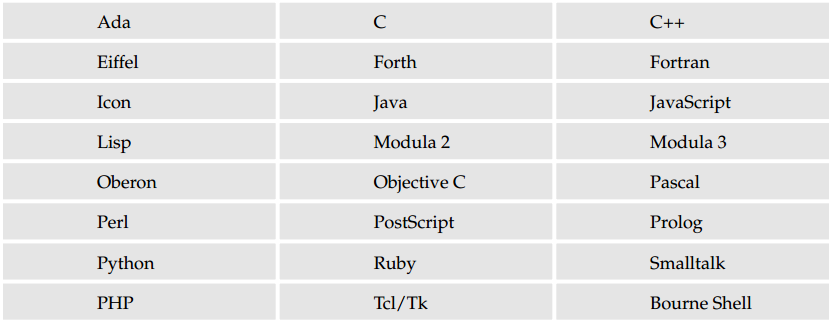 Ada C C++
Eiffel Forth Fortran
Icon Java JavaScript
Lisp Modula 2 Modula 3
Oberon Objective C Pascal
Perl PostScript Prolog
Python Ruby Smalltalk
PHP Tcl/Tk Bourne Shell